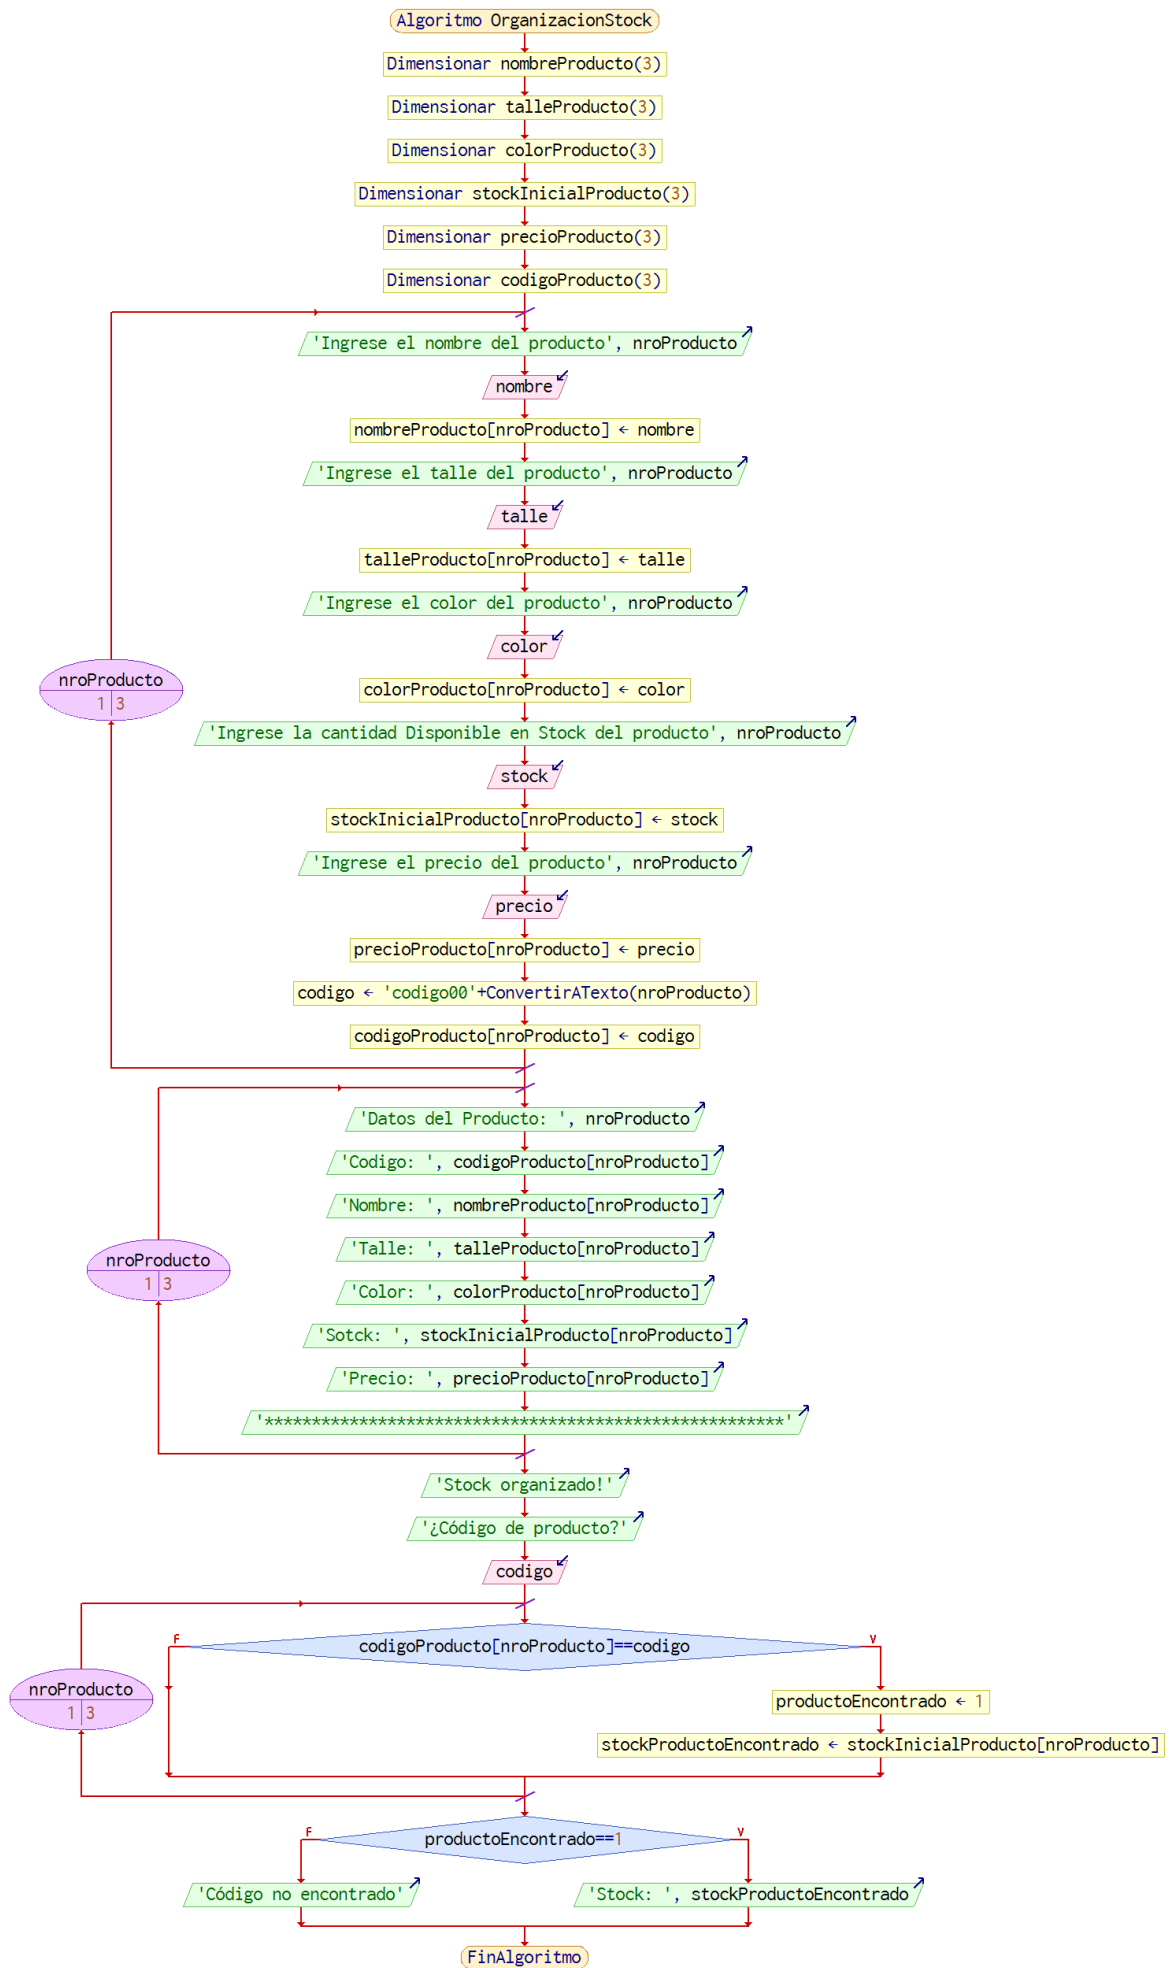 Algoritmo OrganizacionStock
Dimensionar nombreProducto(3)
Dimensionar talleProducto(3)
Dimensionar colorProducto(3)
Dimensionar stockInicialProducto(3)
Dimensionar precioProducto(3)
Dimensionar codigoProducto(3)
'Ingrese el nombre del producto', nroProducto
nombre
nombreProducto[nroProducto] ← nombre
'Ingrese el talle del producto', nroProducto
talle
talleProducto[nroProducto] ← talle
'Ingrese el color del producto', nroProducto
color
nroProducto
1 3
colorProducto[nroProducto] ← color
'Ingrese la cantidad Disponible en Stock del producto', nroProducto
stock
stockInicialProducto[nroProducto] ← stock
'Ingrese el precio del producto', nroProducto
precio
precioProducto[nroProducto] ← precio
codigo ← 'codigo00'+ConvertirATexto(nroProducto)
codigoProducto[nroProducto] ← codigo
'Datos del Producto: ', nroProducto
'Codigo: ', codigoProducto[nroProducto]
'Nombre: ', nombreProducto[nroProducto]
'Talle: ', talleProducto[nroProducto]
nroProducto
1 3
'Color: ', colorProducto[nroProducto]
'Sotck: ', stockInicialProducto[nroProducto]
'Precio: ', precioProducto[nroProducto]
'*******************************************************'
'Stock organizado!'
'¿Código de producto?'
codigo
F
codigoProducto[nroProducto]==codigo
V
nroProducto
1 3
productoEncontrado ← 1
stockProductoEncontrado ← stockInicialProducto[nroProducto]
F
productoEncontrado==1
V
'Código no encontrado'
'Stock: ', stockProductoEncontrado
FinAlgoritmo